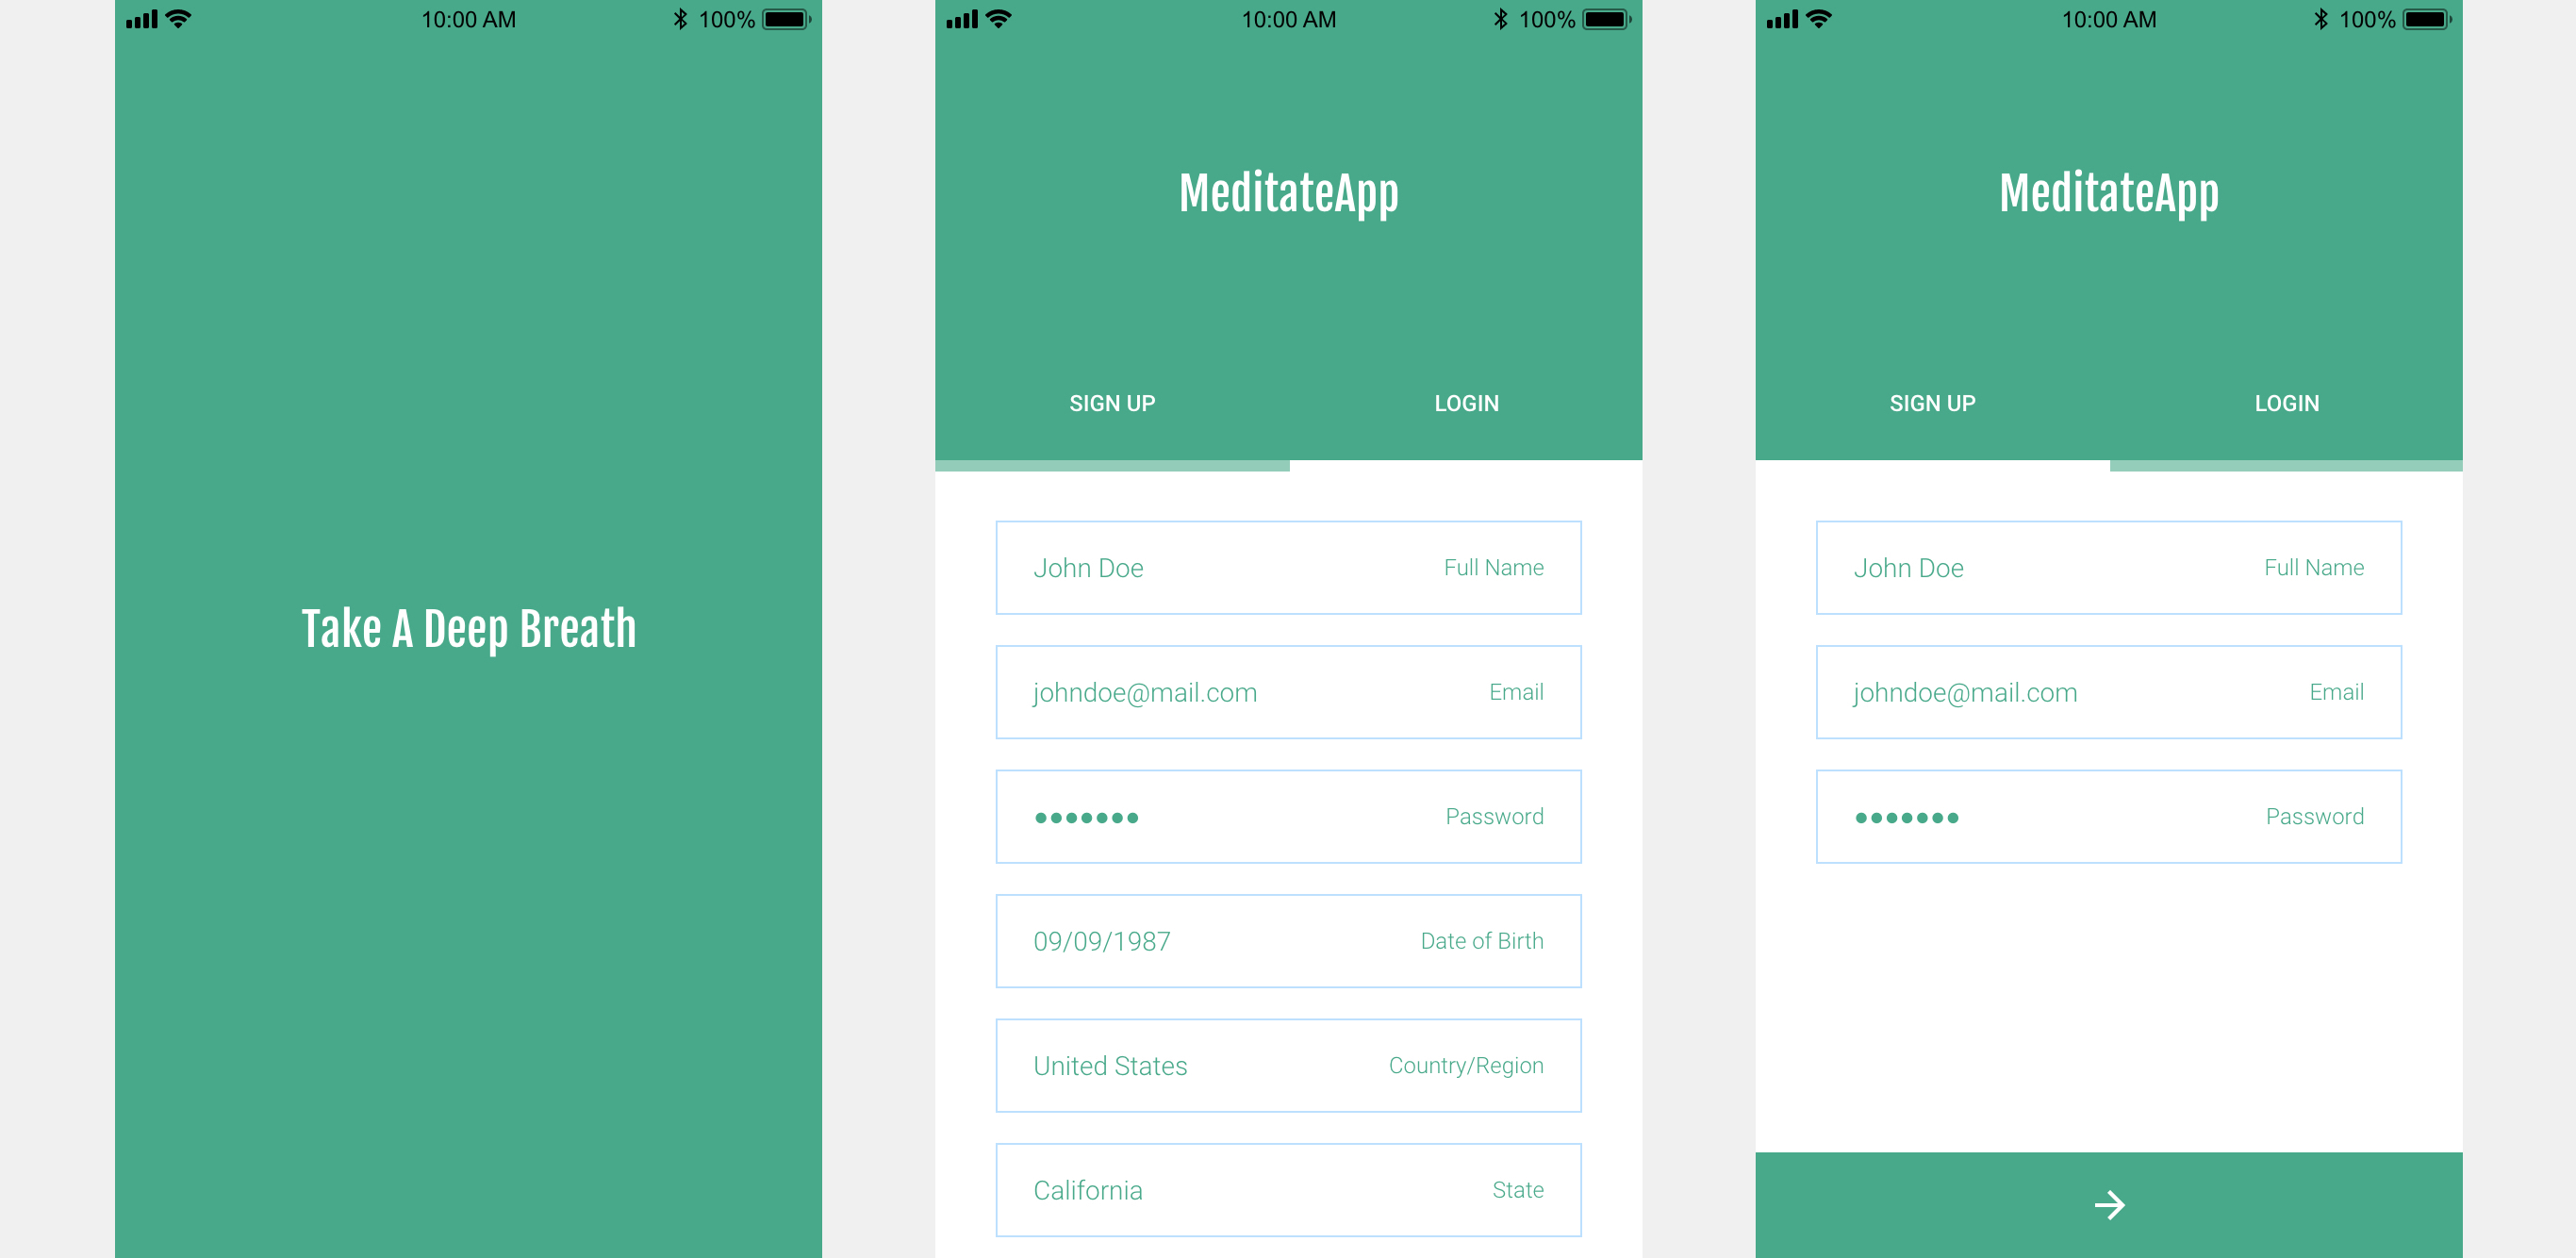 10:00 AM 100%
Take A Deep Breath
10:00 AM 100%
MeditateApp
SIGN UP LOGIN
John Doe Full Name
johndoe@mail.com Email
••••••• Password
09/09/1987 Date of Birth
United States Country/Region
California State
10:00 AM 100%
MeditateApp
SIGN UP LOGIN
John Doe Full Name
johndoe@mail.com Email
••••••• Password